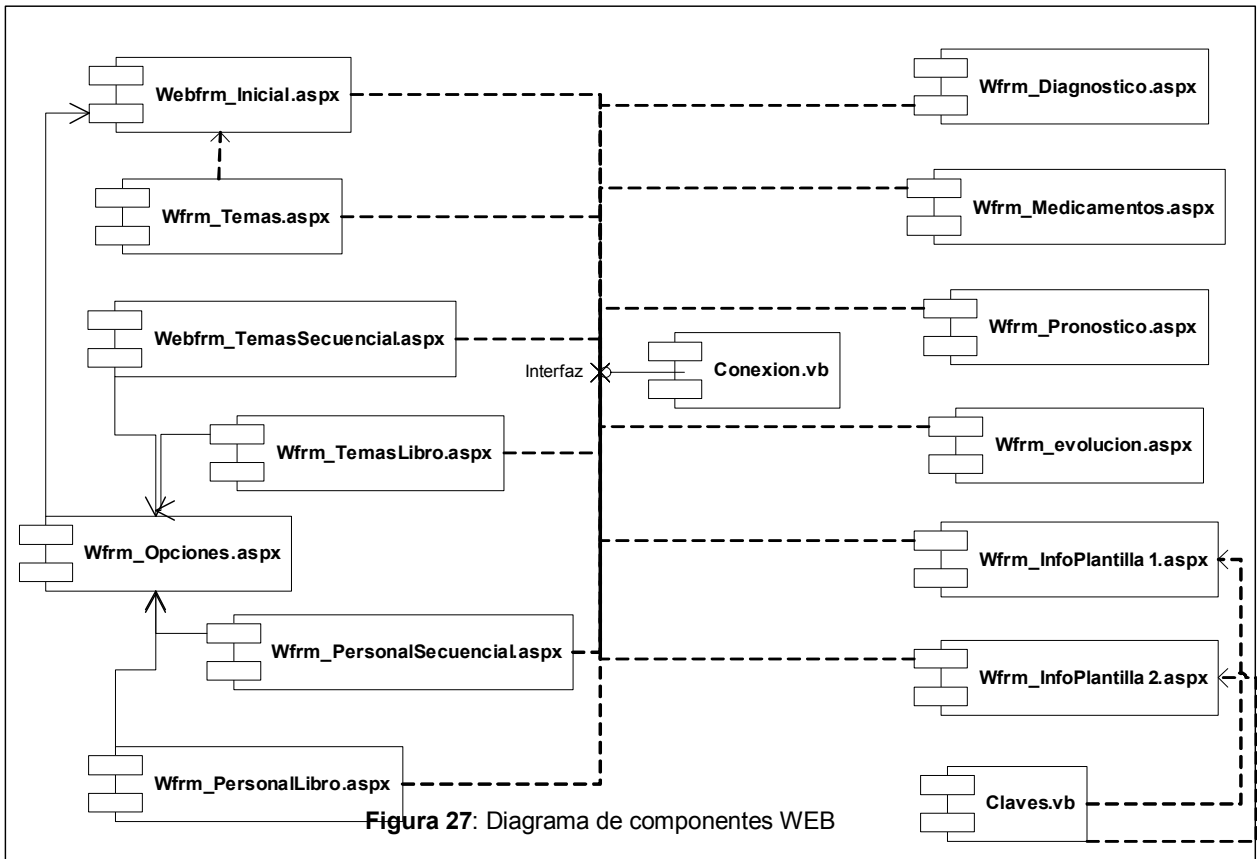 Webfrm_Inicial.aspx
Wfrm_Temas.aspx
Webfrm_TemasSecuencial.aspx
Wfrm_TemasLibro.aspx
Wfrm_Opciones.aspx
Wfrm_PersonalSecuencial.aspx
Wfrm_PersonalLibro.aspx
Interfaz
Conexion.vb
Wfrm_Diagnostico.aspx
Wfrm_Medicamentos.aspx
Wfrm_Pronostico.aspx
Wfrm_evolucion.aspx
Wfrm_InfoPlantilla 1.aspx
Wfrm_InfoPlantilla 2.aspx
Claves.vb
Figura 27: Diagrama de componentes WEB